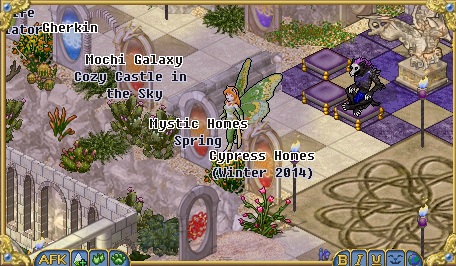 Gherkin
Mochi Galaxy
Cozy Castle in
the Sky
Mystic Homes
Spring
Cypress Homes
(Winter 2014)
AFK
B I U